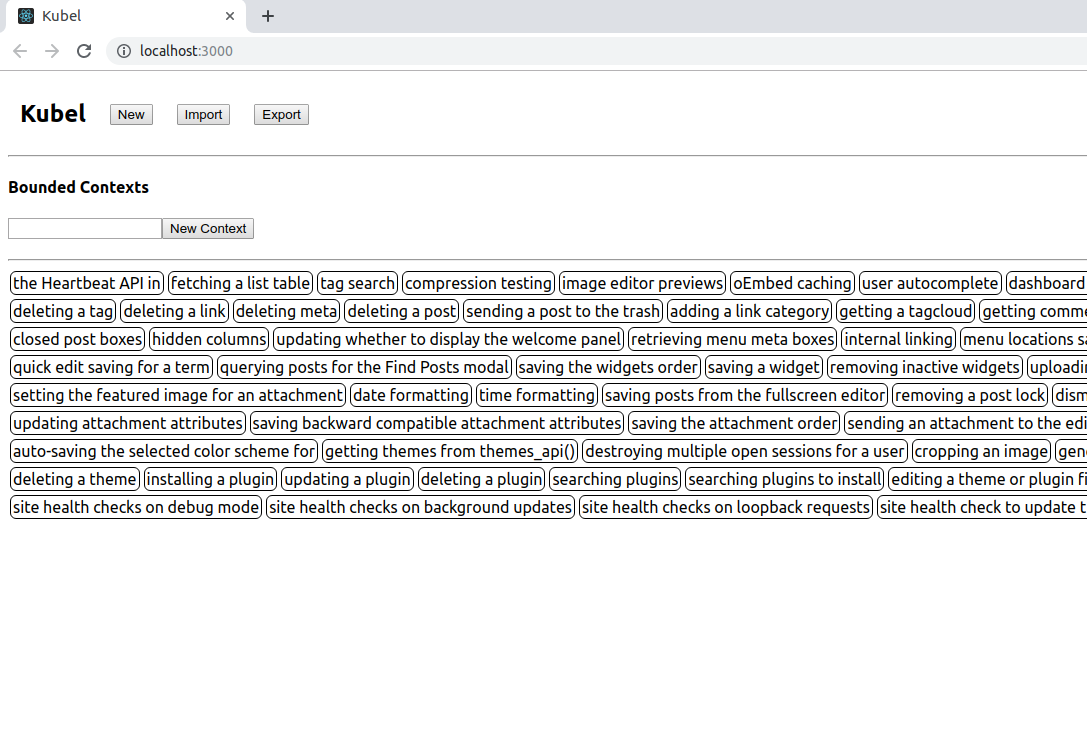 Kubel
localhost:3000
Kubel New Import Export
Bounded Contexts
New Context
the Heartbeat API in fetching a list table tag search compression testing image editor previews oEmbed caching user autocomplete dashboard
deleting a tag deleting a link deleting meta deleting a post sending a post to the trash adding a link category getting a tagcloud getting comme
closed post boxes hidden columns updating whether to display the welcome panel retrieving menu meta boxes internal linking menu locations sa
quick edit saving for a term querying posts for the Find Posts modal saving the widgets order saving a widget removing inactive widgets uploadin
setting the featured image for an attachment date formatting time formatting saving posts from the fullscreen editor removing a post lock dism
updating attachment attributes saving backward compatible attachment attributes saving the attachment order sending an attachment to the edi
auto-saving the selected color scheme for getting themes from themes_api() destroying multiple open sessions for a user cropping an image gene
deleting a theme installing a plugin updating a plugin deleting a plugin searching plugins searching plugins to install editing a theme or plugin fi
site health checks on debug mode site health checks on background updates site health checks on loopback requests site health check to update t